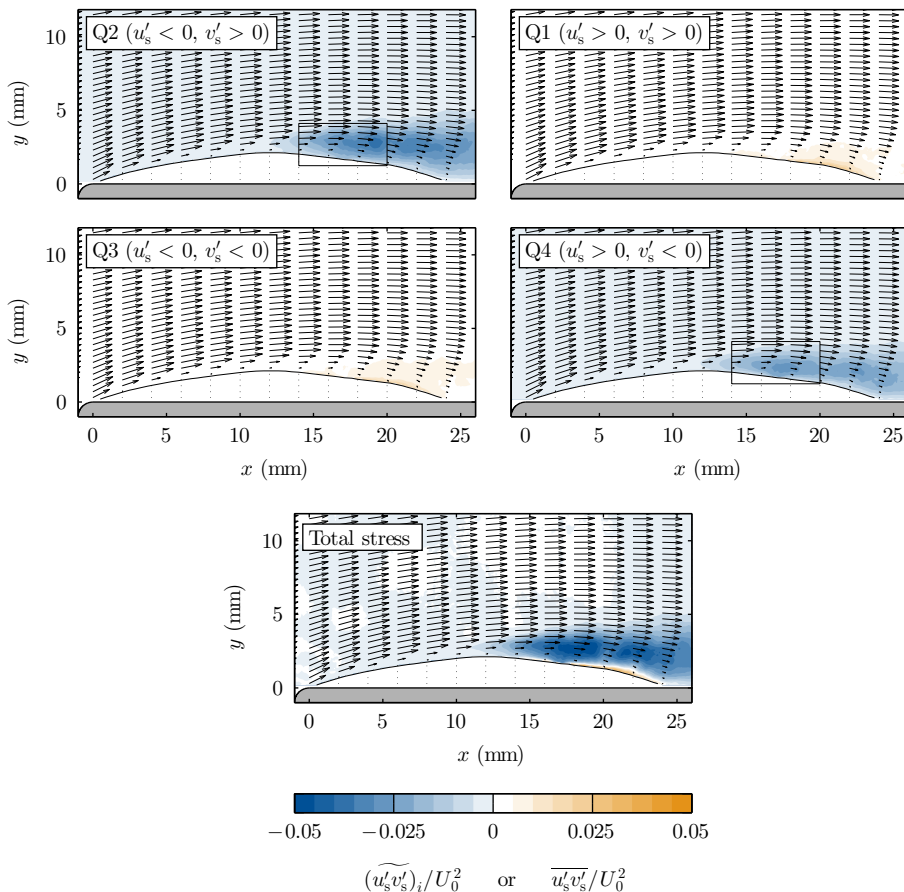 Q2 (u′ₛ < 0, v′ₛ > 0)
Q1 (u′ₛ > 0, v′ₛ > 0)
10
5
0
y (mm)
Q3 (u′ₛ < 0, v′ₛ < 0)
Q4 (u′ₛ > 0, v′ₛ < 0)
10
5
0
y (mm)
0 5 10 15 20 25
0 5 10 15 20 25
x (mm)
x (mm)
Total stress
10
5
0
y (mm)
0 5 10 15 20 25
x (mm)
−0.05 −0.025 0 0.025 0.05
(u′ₛv′ₛ)̃ᵢ/U₀² or u′ₛv′ₛ̅/U₀²